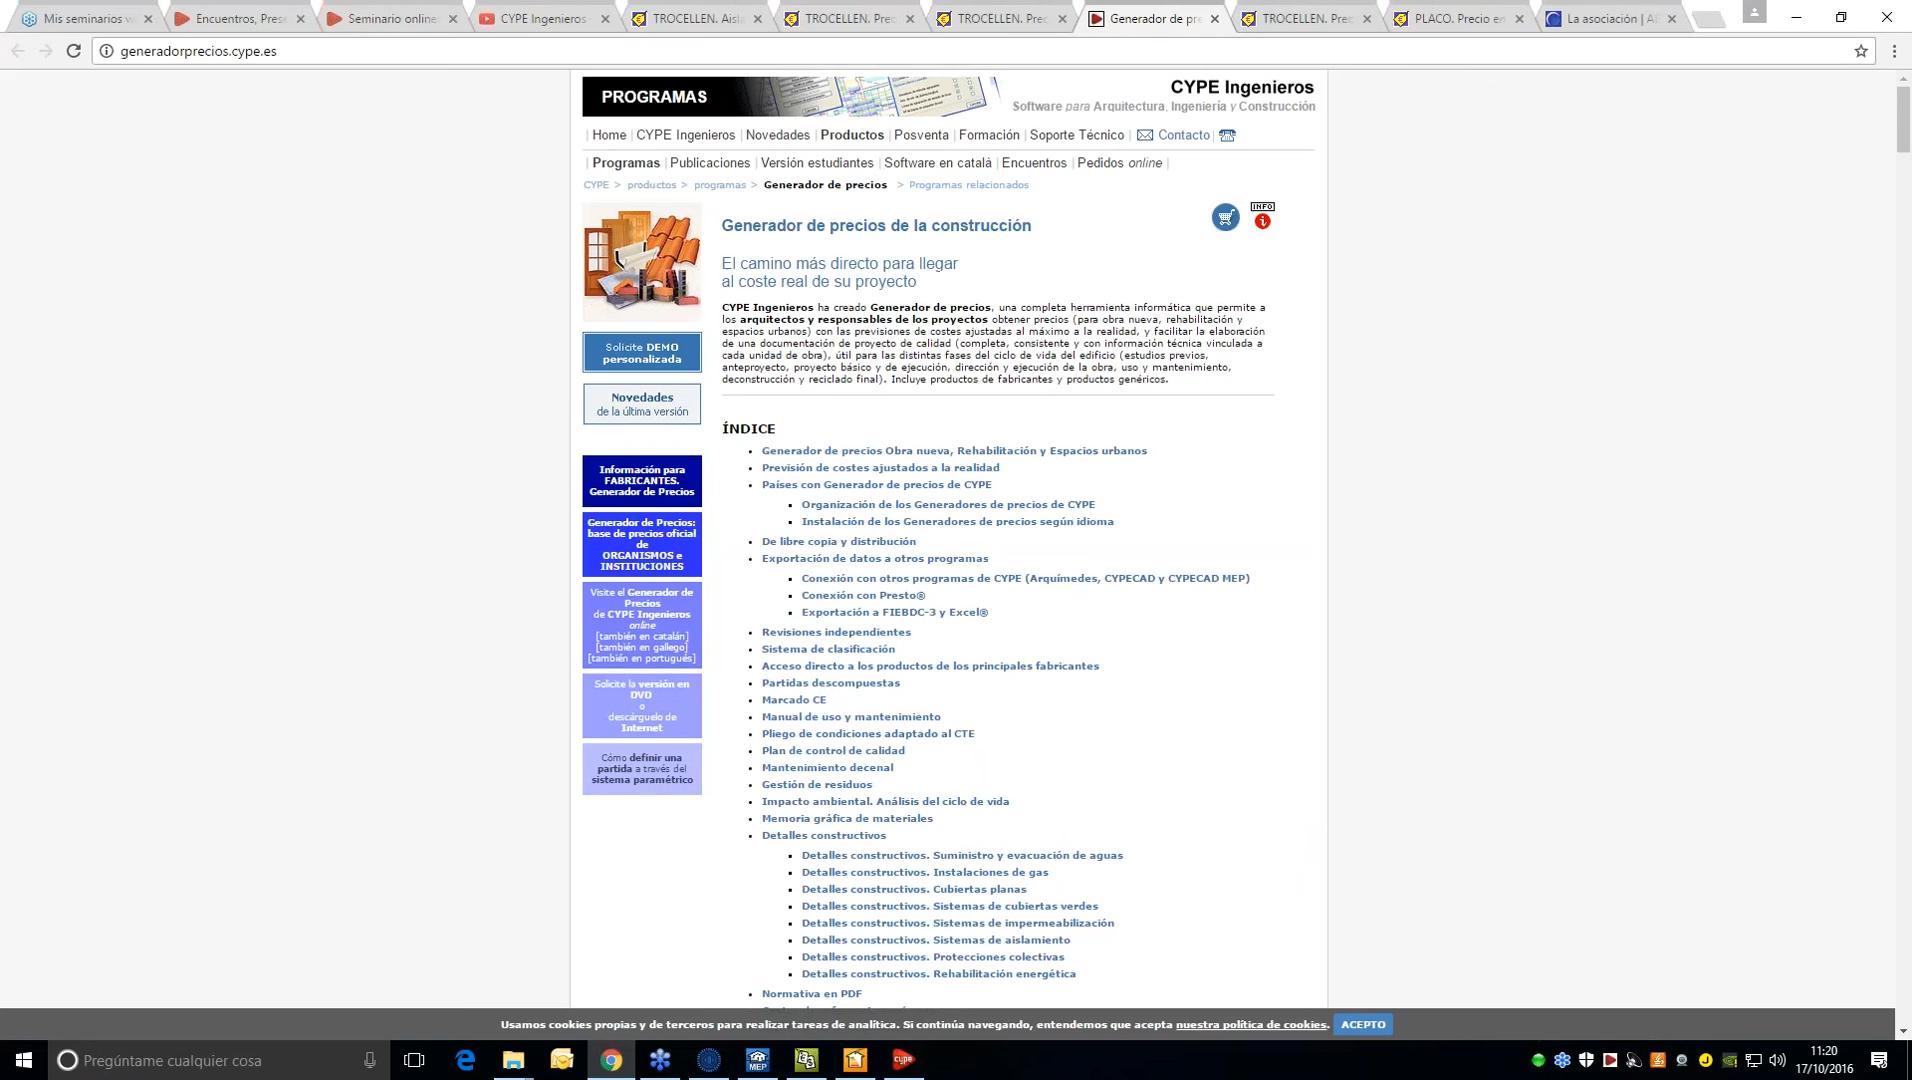 Mis seminarios w
Encuentros, Prese
Seminario online
CYPE Ingenieros
TROCELLEN. Aisla
TROCELLEN. Prec
TROCELLEN. Prec
Generador de pre
TROCELLEN. Prec
PLACO. Precio en
La asociación | A
generadorprecios.cype.es
PROGRAMAS
CYPE Ingenieros
Software para Arquitectura, Ingeniería y Construcción
| Home | CYPE Ingenieros | Novedades | Productos | Posventa | Formación | Soporte Técnico | Contacto |
| Programas | Publicaciones | Versión estudiantes | Software en català | Encuentros | Pedidos online |
CYPE > productos > programas > Generador de precios > Programas relacionados
Generador de precios de la construcción
INFO
El camino más directo para llegar
al coste real de su proyecto
CYPE Ingenieros ha creado Generador de precios, una completa herramienta informática que permite a
los arquitectos y responsables de los proyectos obtener precios (para obra nueva, rehabilitación y
espacios urbanos) con las previsiones de costes ajustadas al máximo a la realidad, y facilitar la elaboración
de una documentación de proyecto de calidad (completa, consistente y con información técnica vinculada a
cada unidad de obra), útil para las distintas fases del ciclo de vida del edificio (estudios previos,
anteproyecto, proyecto básico y de ejecución, dirección y ejecución de la obra, uso y mantenimiento,
deconstrucción y reciclado final). Incluye productos de fabricantes y productos genéricos.
Solicite DEMO
personalizada
Novedades
de la última versión
Información para
FABRICANTES.
Generador de Precios
Generador de Precios:
base de precios oficial
de
ORGANISMOS e
INSTITUCIONES
Visite el Generador de
Precios
de CYPE Ingenieros
online
[también en catalán]
[también en gallego]
[también en portugués]
Solicite la versión en
DVD
o
descárguelo de
Internet
Cómo definir una
partida a través del
sistema paramétrico
ÍNDICE
• Generador de precios Obra nueva, Rehabilitación y Espacios urbanos
• Previsión de costes ajustados a la realidad
• Países con Generador de precios de CYPE
▪ Organización de los Generadores de precios de CYPE
▪ Instalación de los Generadores de precios según idioma
• De libre copia y distribución
• Exportación de datos a otros programas
▪ Conexión con otros programas de CYPE (Arquímedes, CYPECAD y CYPECAD MEP)
▪ Conexión con Presto®
▪ Exportación a FIEBDC-3 y Excel®
• Revisiones independientes
• Sistema de clasificación
• Acceso directo a los productos de los principales fabricantes
• Partidas descompuestas
• Marcado CE
• Manual de uso y mantenimiento
• Pliego de condiciones adaptado al CTE
• Plan de control de calidad
• Mantenimiento decenal
• Gestión de residuos
• Impacto ambiental. Análisis del ciclo de vida
• Memoria gráfica de materiales
• Detalles constructivos
▪ Detalles constructivos. Suministro y evacuación de aguas
▪ Detalles constructivos. Instalaciones de gas
▪ Detalles constructivos. Cubiertas planas
▪ Detalles constructivos. Sistemas de cubiertas verdes
▪ Detalles constructivos. Sistemas de impermeabilización
▪ Detalles constructivos. Sistemas de aislamiento
▪ Detalles constructivos. Protecciones colectivas
▪ Detalles constructivos. Rehabilitación energética
• Normativa en PDF
Usamos cookies propias y de terceros para realizar tareas de analítica. Si continúa navegando, entendemos que acepta nuestra política de cookies. ACEPTO
Pregúntame cualquier cosa
MEP
cype
11:20
17/10/2016